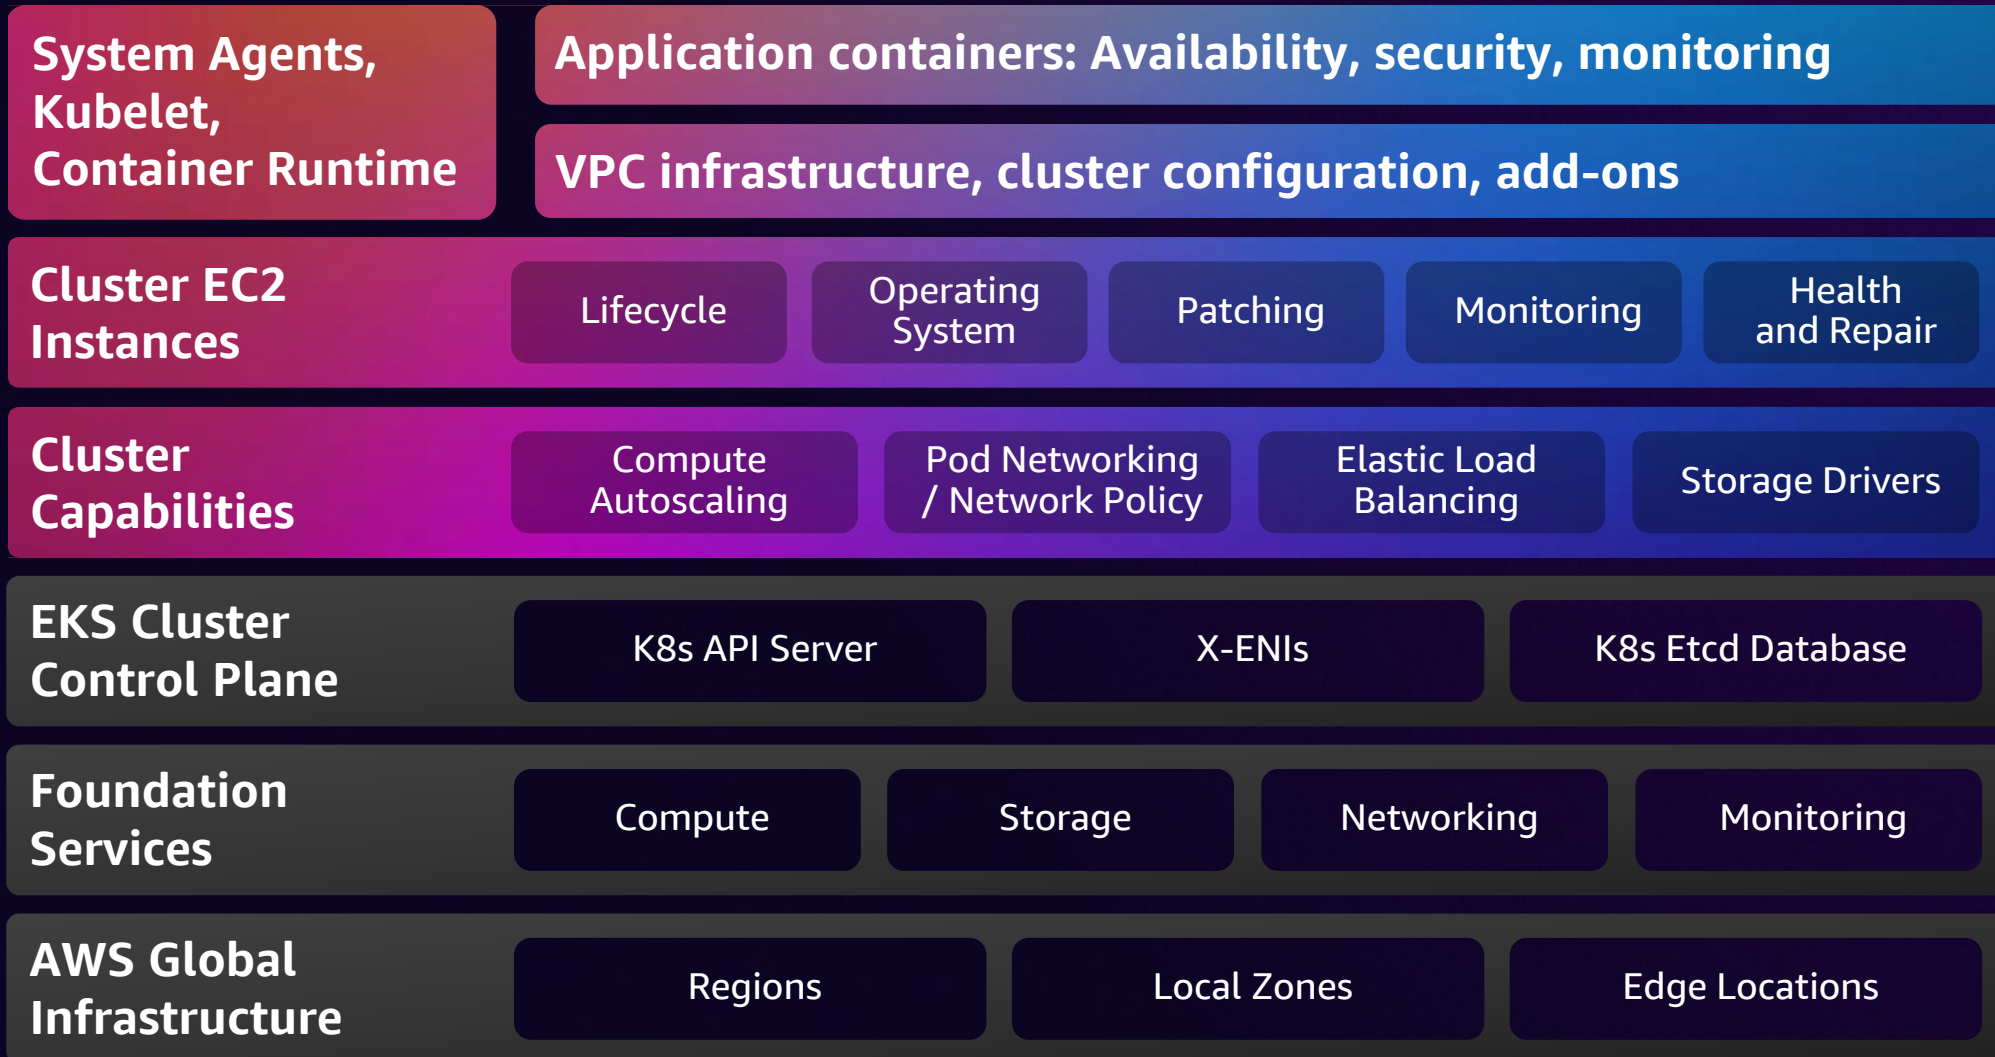 System Agents,
Kubelet,
Container Runtime
Application containers: Availability, security, monitoring
VPC infrastructure, cluster configuration, add-ons
Cluster EC2
Instances
Lifecycle
Operating
System
Patching
Monitoring
Health
and Repair
Cluster
Capabilities
Compute
Autoscaling
Pod Networking
/ Network Policy
Elastic Load
Balancing
Storage Drivers
EKS Cluster
Control Plane
K8s API Server
X-ENIs
K8s Etcd Database
Foundation
Services
Compute
Storage
Networking
Monitoring
AWS Global
Infrastructure
Regions
Local Zones
Edge Locations